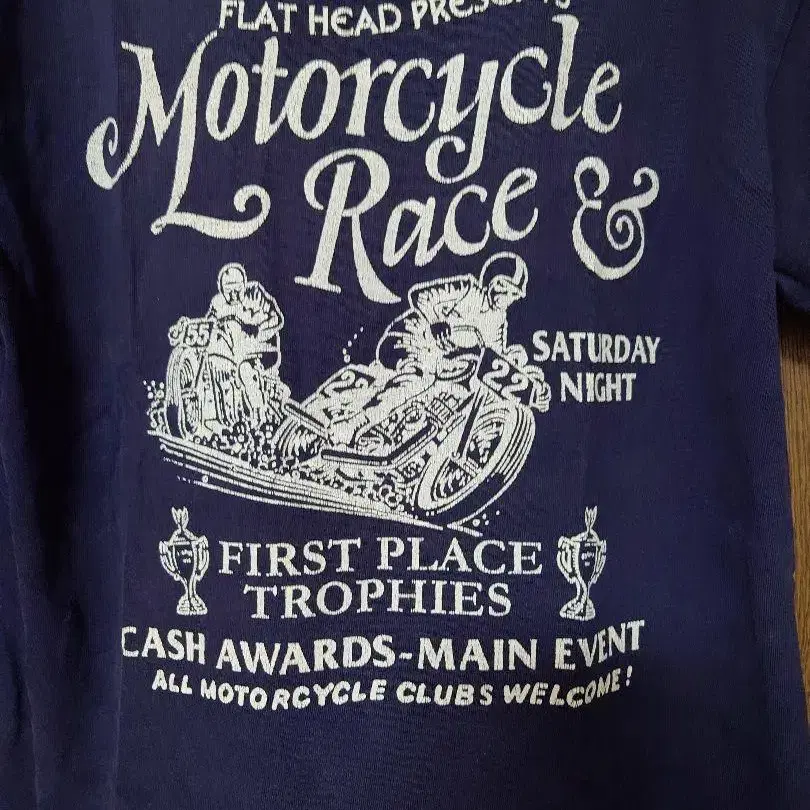 FLAT HEAD PRESENTS
Motorcycle
Race &
55
22
22
SATURDAY
NIGHT
FIRST PLACE
TROPHIES
CASH AWARDS-MAIN EVENT
ALL MOTORCYCLE CLUBS WELCOME!